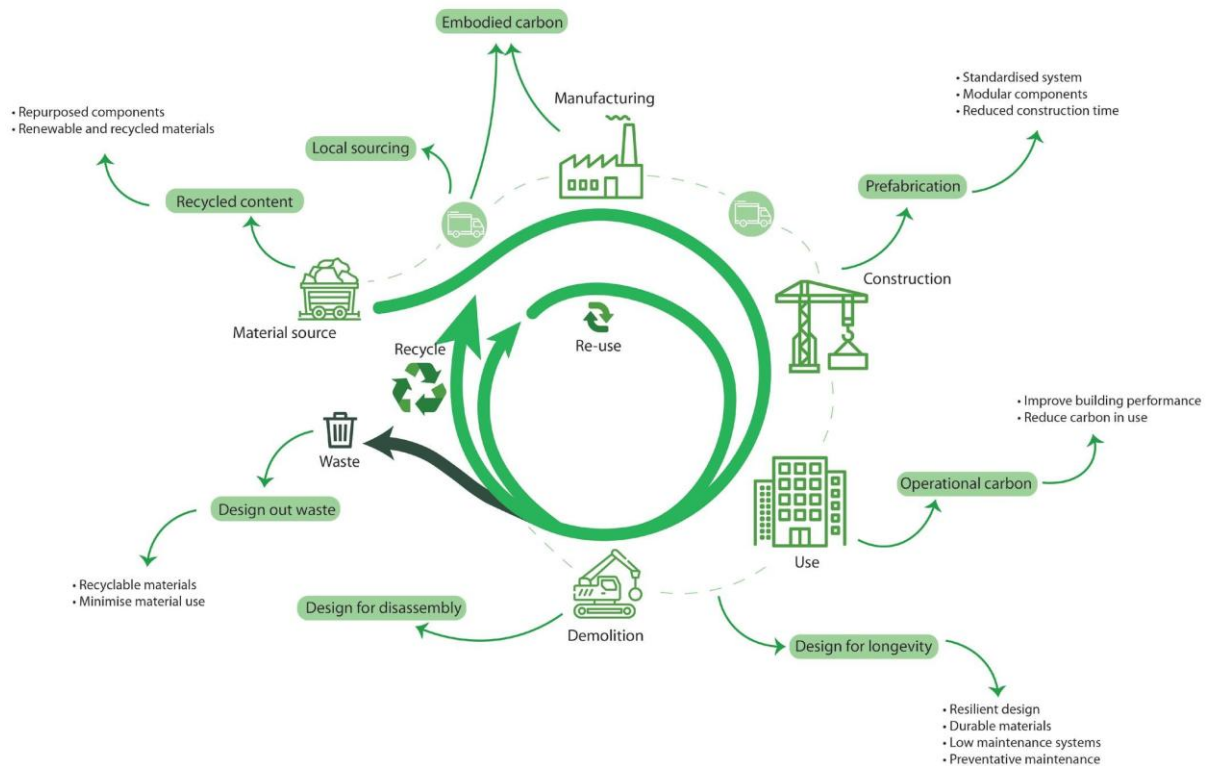 Embodied carbon
Manufacturing
• Standardised system
• Modular components
• Reduced construction time
• Repurposed components
• Renewable and recycled materials
Local sourcing
Prefabrication
Recycled content
Construction
Material source
Re-use
Recycle
• Improve building performance
• Reduce carbon in use
Waste
Operational carbon
Design out waste
Use
• Recyclable materials
• Minimise material use
Design for disassembly
Demolition
Design for longevity
• Resilient design
• Durable materials
• Low maintenance systems
• Preventative maintenance